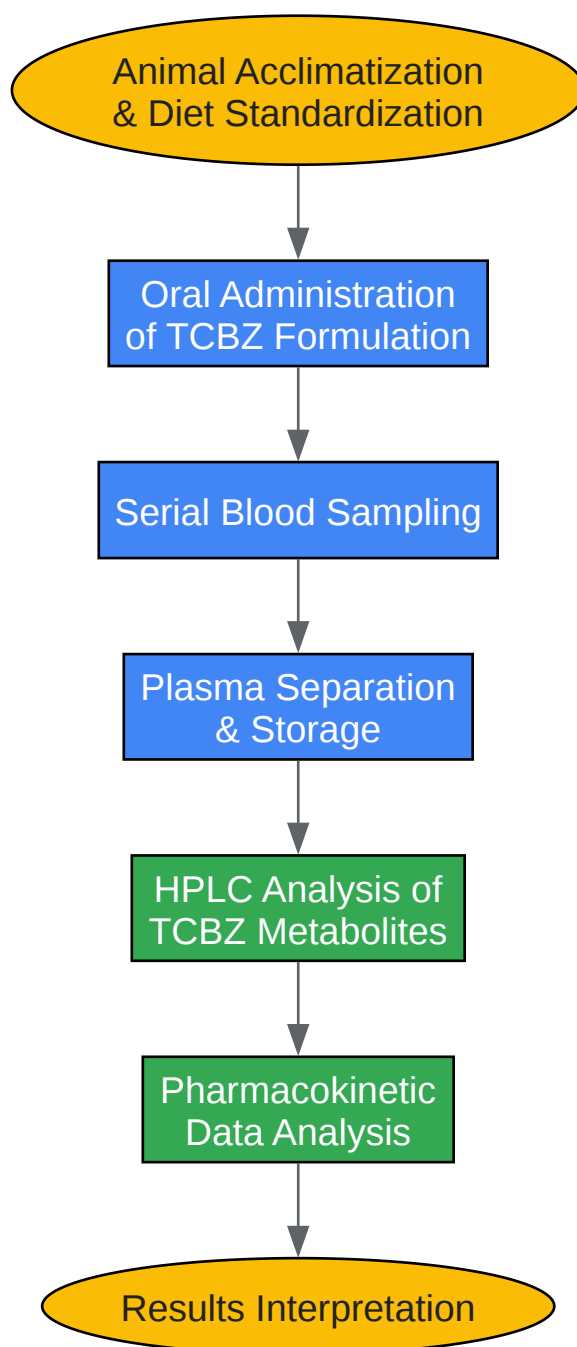 Animal Acclimatization
& Diet Standardization
Oral Administration
of TCBZ Formulation
Serial Blood Sampling
Plasma Separation
& Storage
HPLC Analysis of
TCBZ Metabolites
Pharmacokinetic
Data Analysis
Results Interpretation